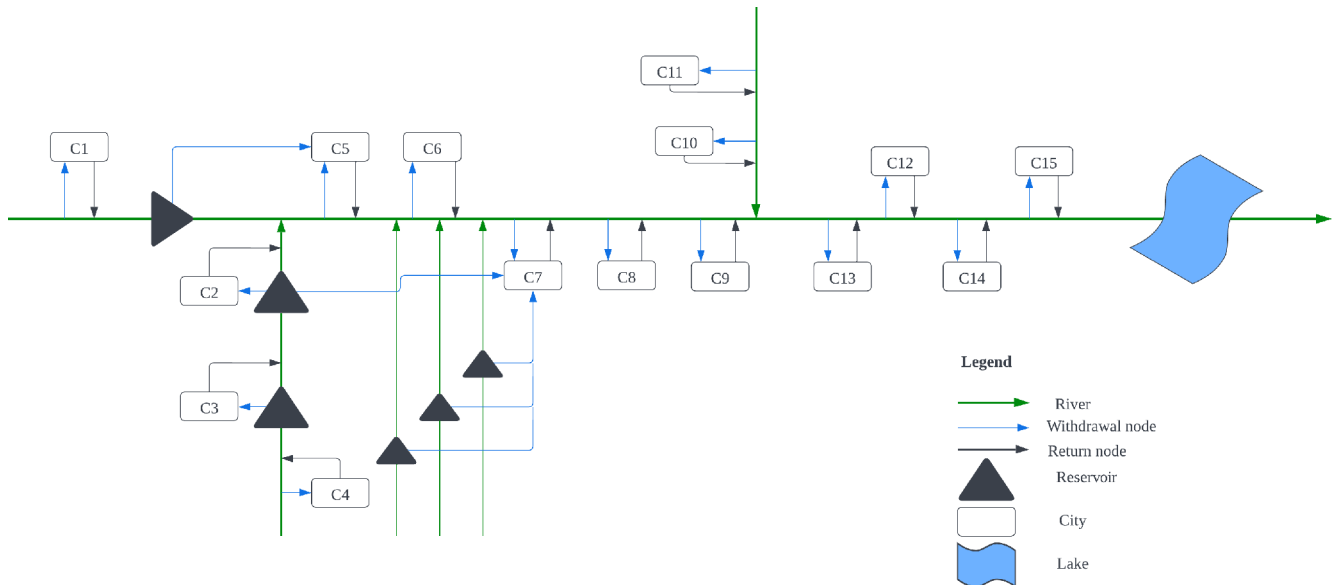 C11
C10
C1
C5
C6
C12
C15
C2
C7
C8
C9
C13
C14
C3
C4
Legend
River
Withdrawal node
Return node
Reservoir
City
Lake